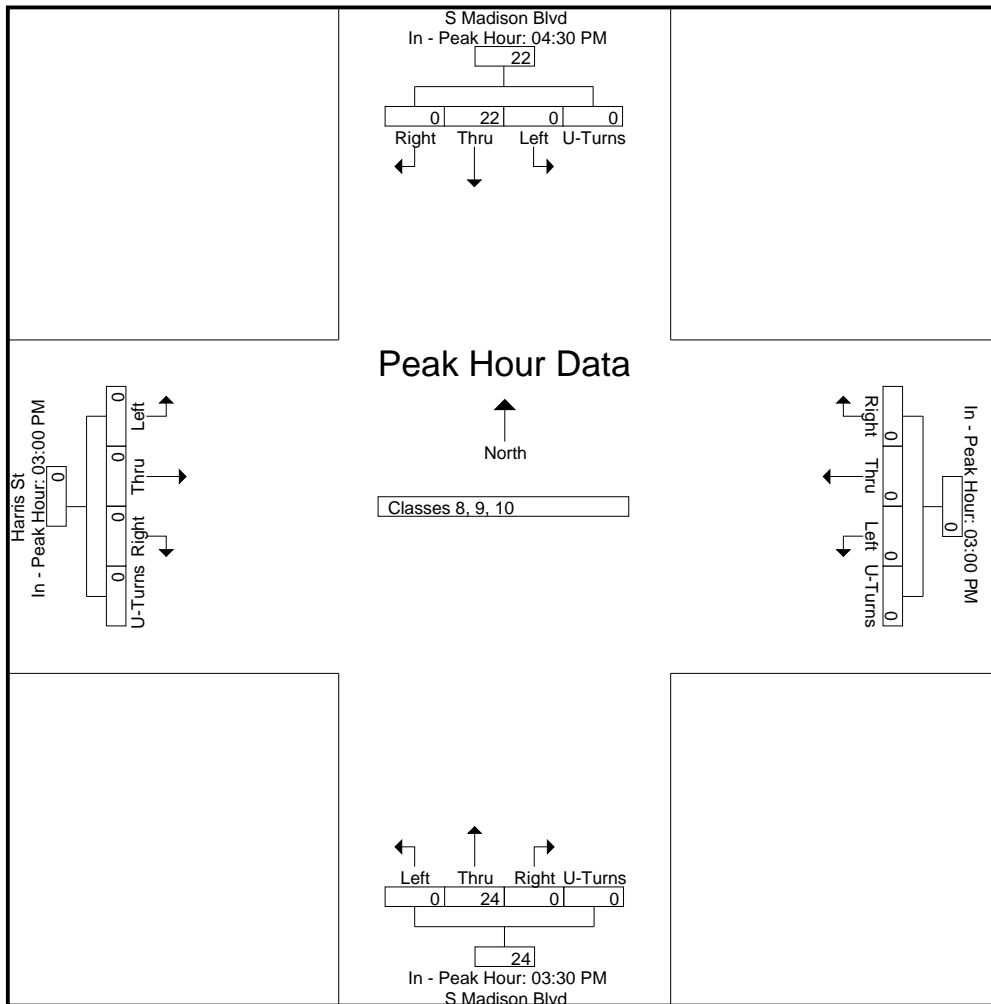 S Madison Blvd
In - Peak Hour: 04:30 PM
22
0 22 0 0
Right Thru Left U-Turns
Peak Hour Data
North
Classes 8, 9, 10
Harris St
In - Peak Hour: 03:00 PM
0
0 0 0 0
Left Thru Right U-Turns
Right Thru Left U-Turns
0 0 0 0
0
In - Peak Hour: 03:00 PM
Left Thru Right U-Turns
0 24 0 0
24
In - Peak Hour: 03:30 PM
S Madison Blvd